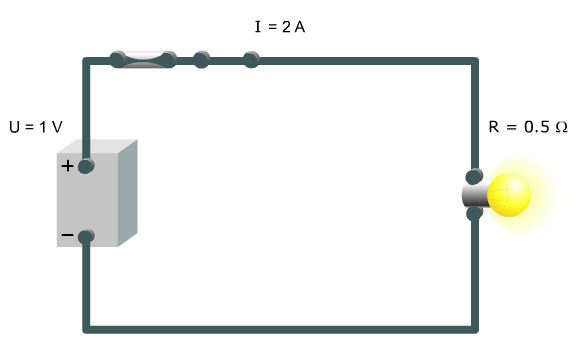 I = 2 A
U = 1 V
R = 0.5 Ω
+
−